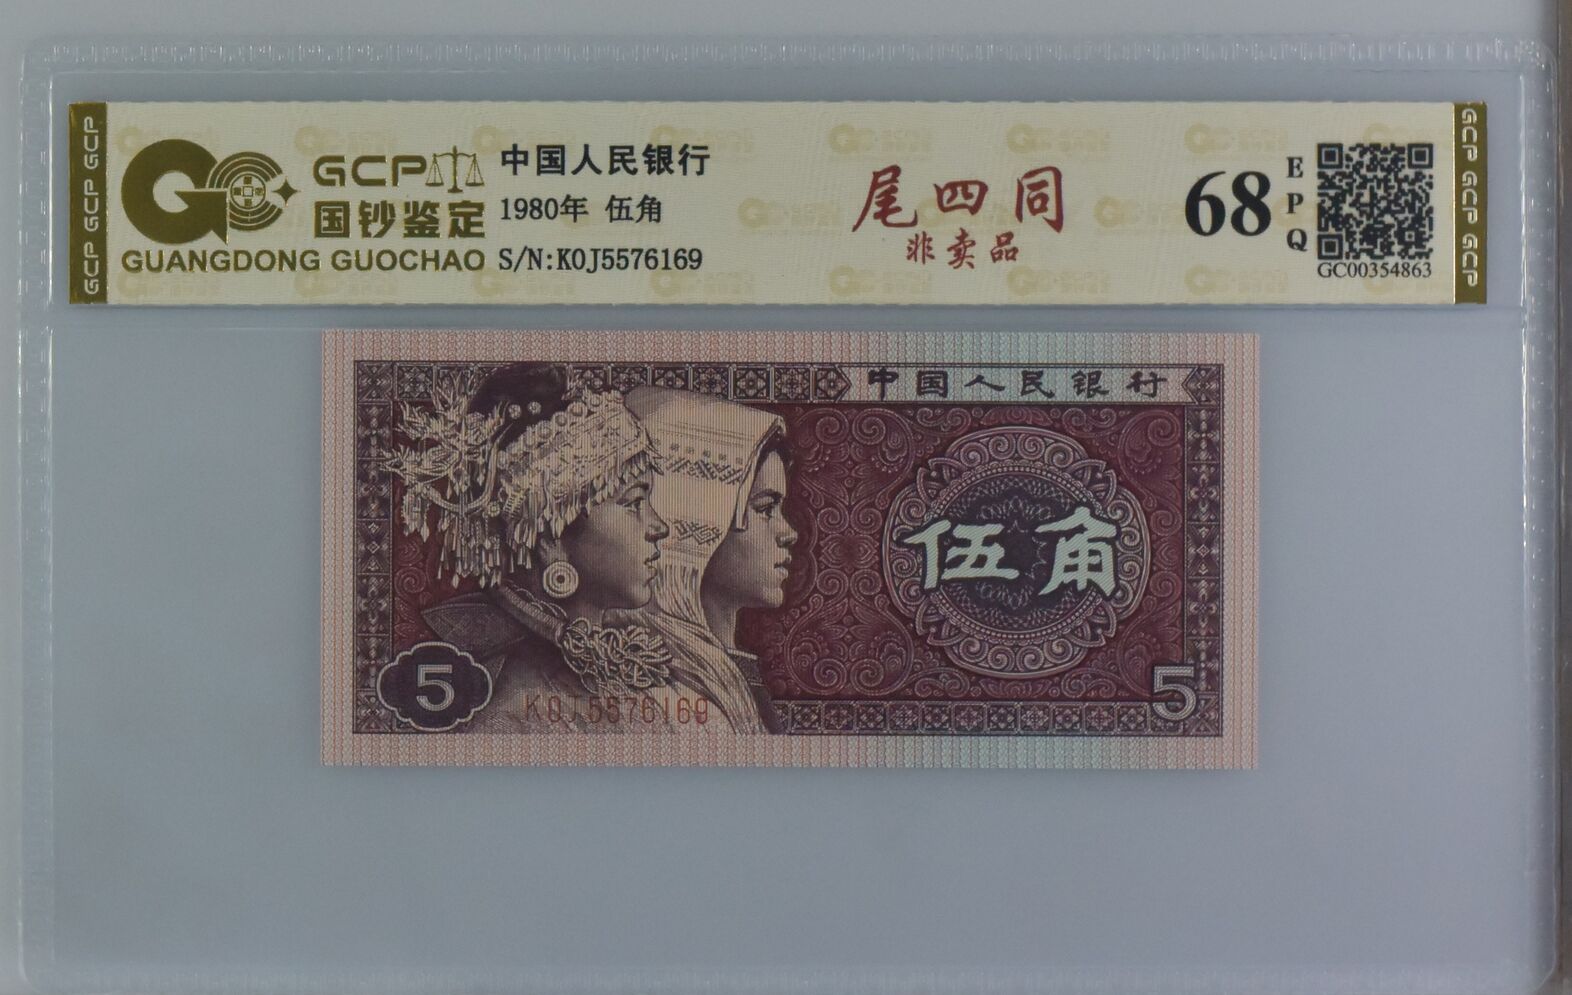 GCP GCP GCP
GCP
国钞鉴定
GUANGDONG GUOCHAO
中国人民银行
1980年 伍角
S/N:K0J5576169
尾四同
非卖品
68
EPQ
GC00354863
GCP GCP GCP
中国人民银行
伍角
5
K0J5576169
5